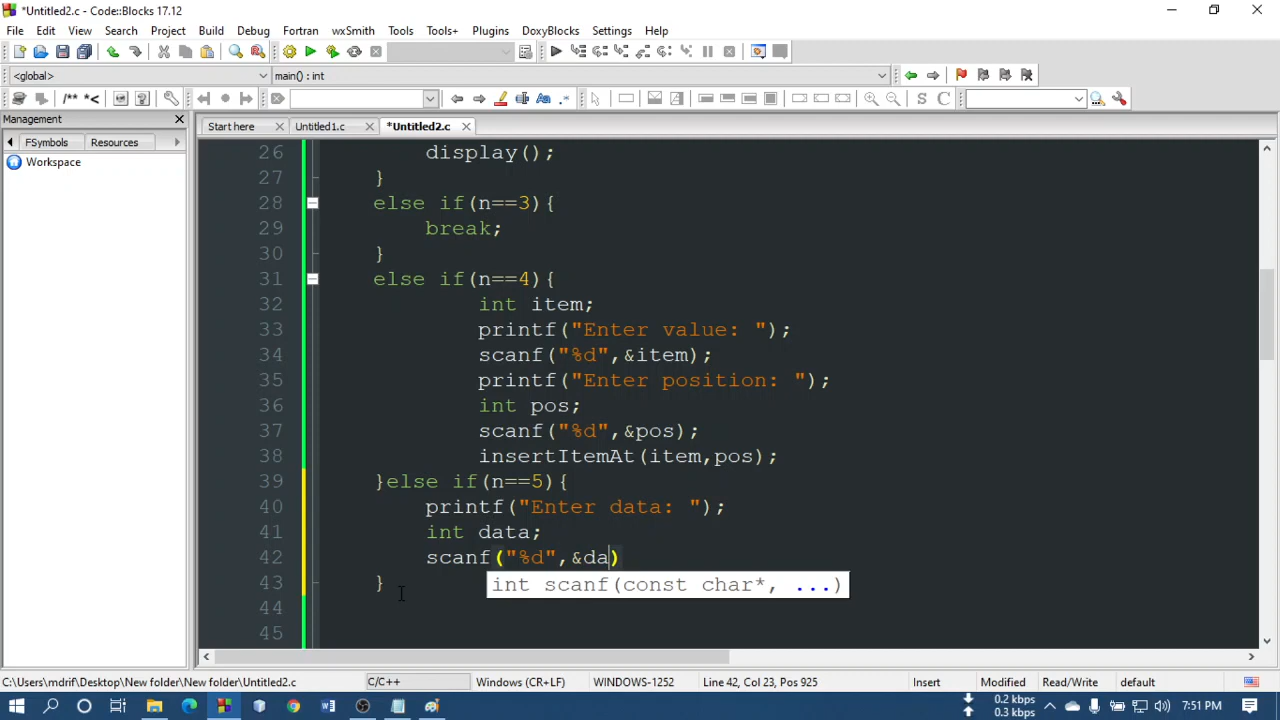 *Untitled2.c - Code::Blocks 17.12
File Edit View Search Project Build Debug Fortran wxSmith Tools Tools+ Plugins DoxyBlocks Settings Help
<global> main() : int
/** *< Aa .* S C
Management Start here Untitled1.c *Untitled2.c
FSymbols Resources
Workspace
26 display();
27 }
28 else if(n==3){
29 break;
30 }
31 else if(n==4){
32 int item;
33 printf("Enter value: ");
34 scanf("%d",&item);
35 printf("Enter position: ");
36 int pos;
37 scanf("%d",&pos);
38 insertItemAt(item,pos);
39 }else if(n==5){
40 printf("Enter data: ");
41 int data;
42 scanf("%d",&da)
43 }
int scanf(const char*, ...)
44
45
C:\Users\mdrif\Desktop\New folder\New folder\Untitled2.c C/C++ Windows (CR+LF) WINDOWS-1252 Line 42, Col 23, Pos 925 Insert Modified Read/Write default
0.2 kbps
0.3 kbps
7:51 PM